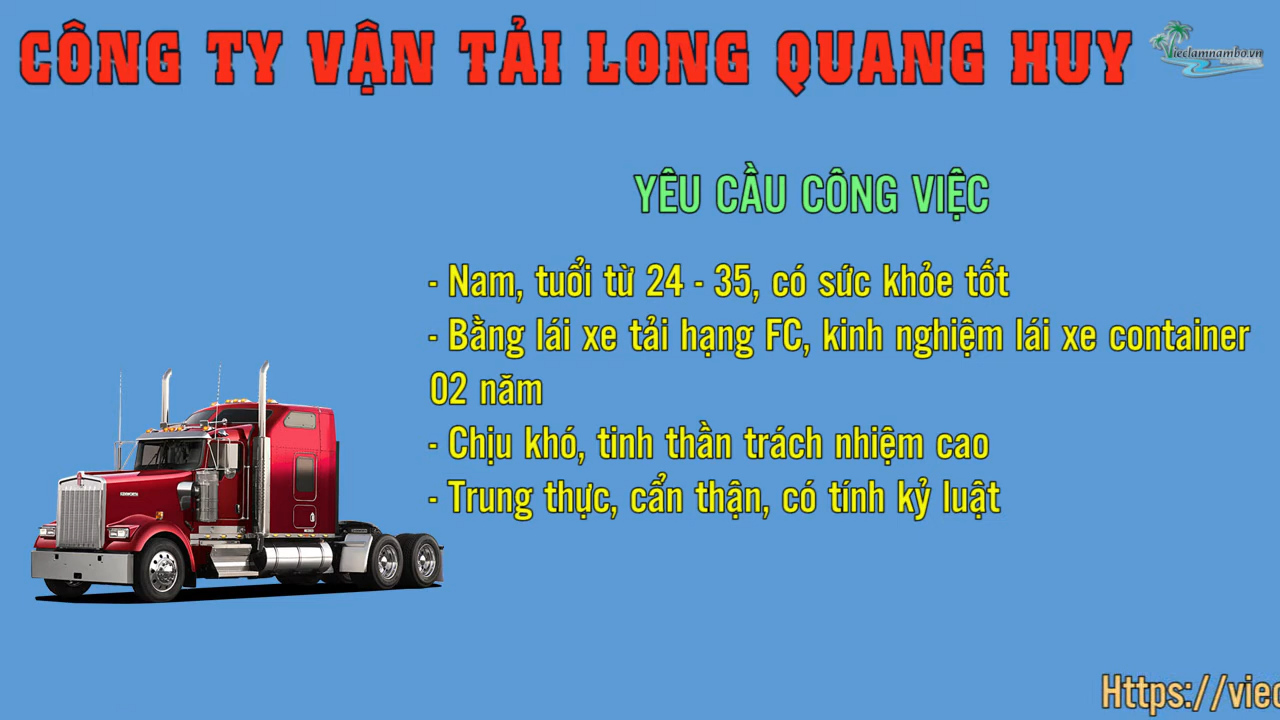 CÔNG TY VẬN TẢI LONG QUANG HUY
ieclamnambo.vn
YÊU CẦU CÔNG VIỆC
- Nam, tuổi từ 24 - 35, có sức khỏe tốt
- Bằng lái xe tải hạng FC, kinh nghiệm lái xe container
02 năm
- Chịu khó, tinh thần trách nhiệm cao
- Trung thực, cẩn thận, có tính kỷ luật
Https://viec